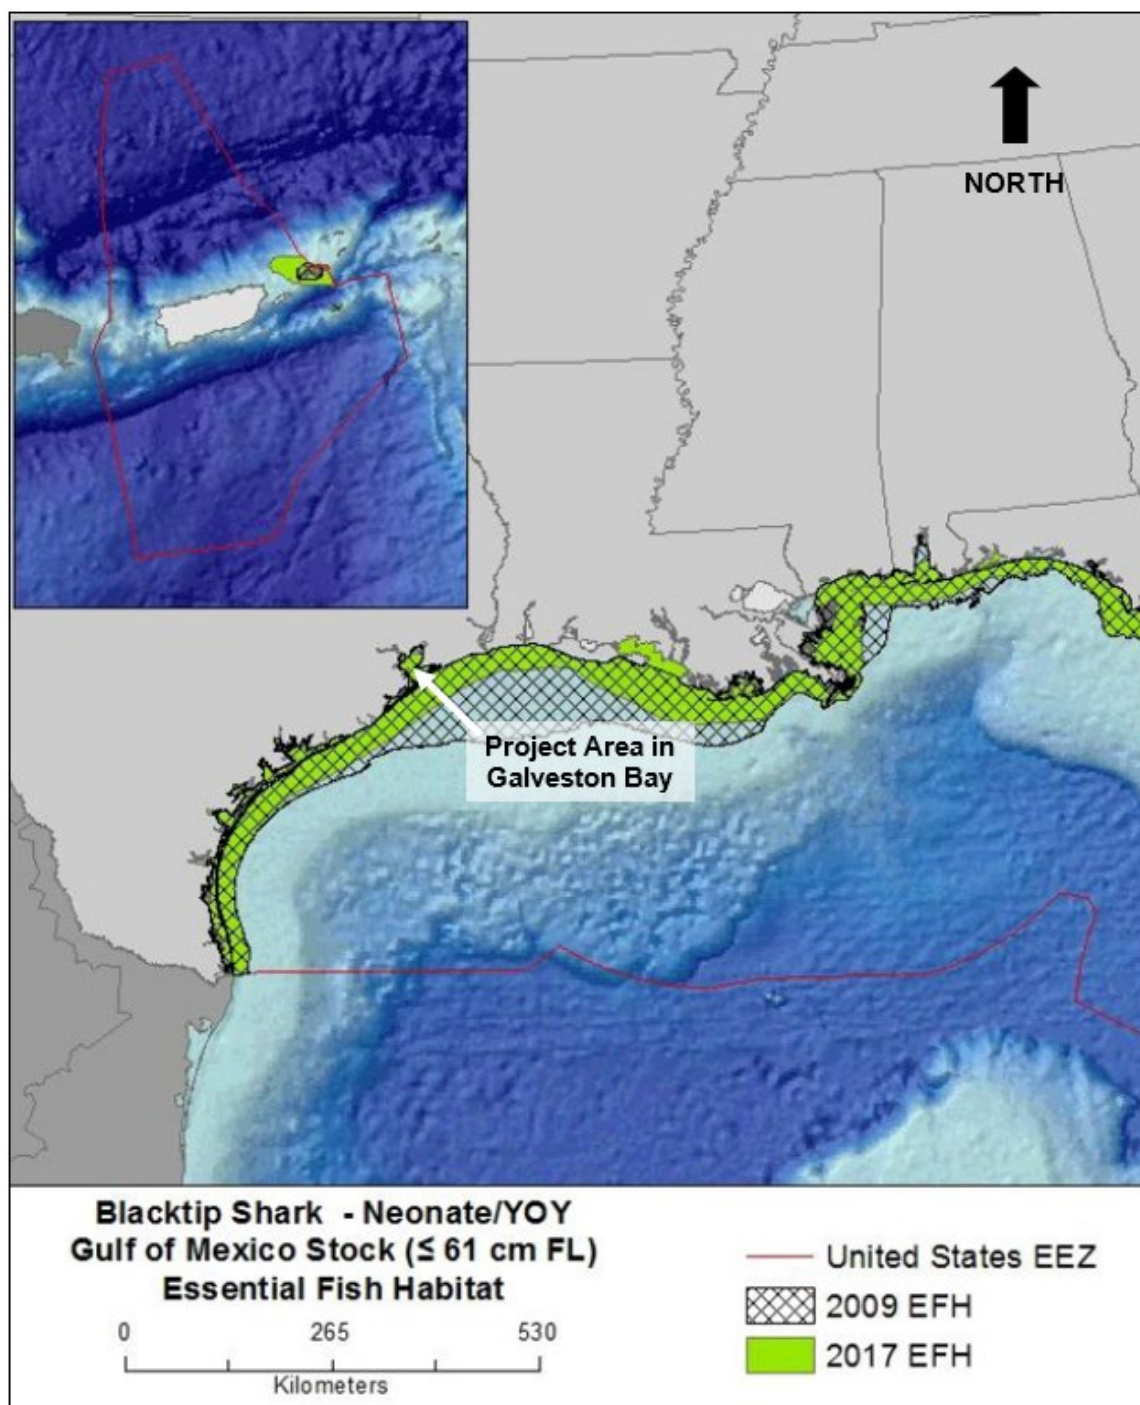 NORTH
Project Area in
Galveston Bay
Blacktip Shark - Neonate/YOY
Gulf of Mexico Stock (≤ 61 cm FL)
Essential Fish Habitat
0 265 530
Kilometers
United States EEZ
2009 EFH
2017 EFH